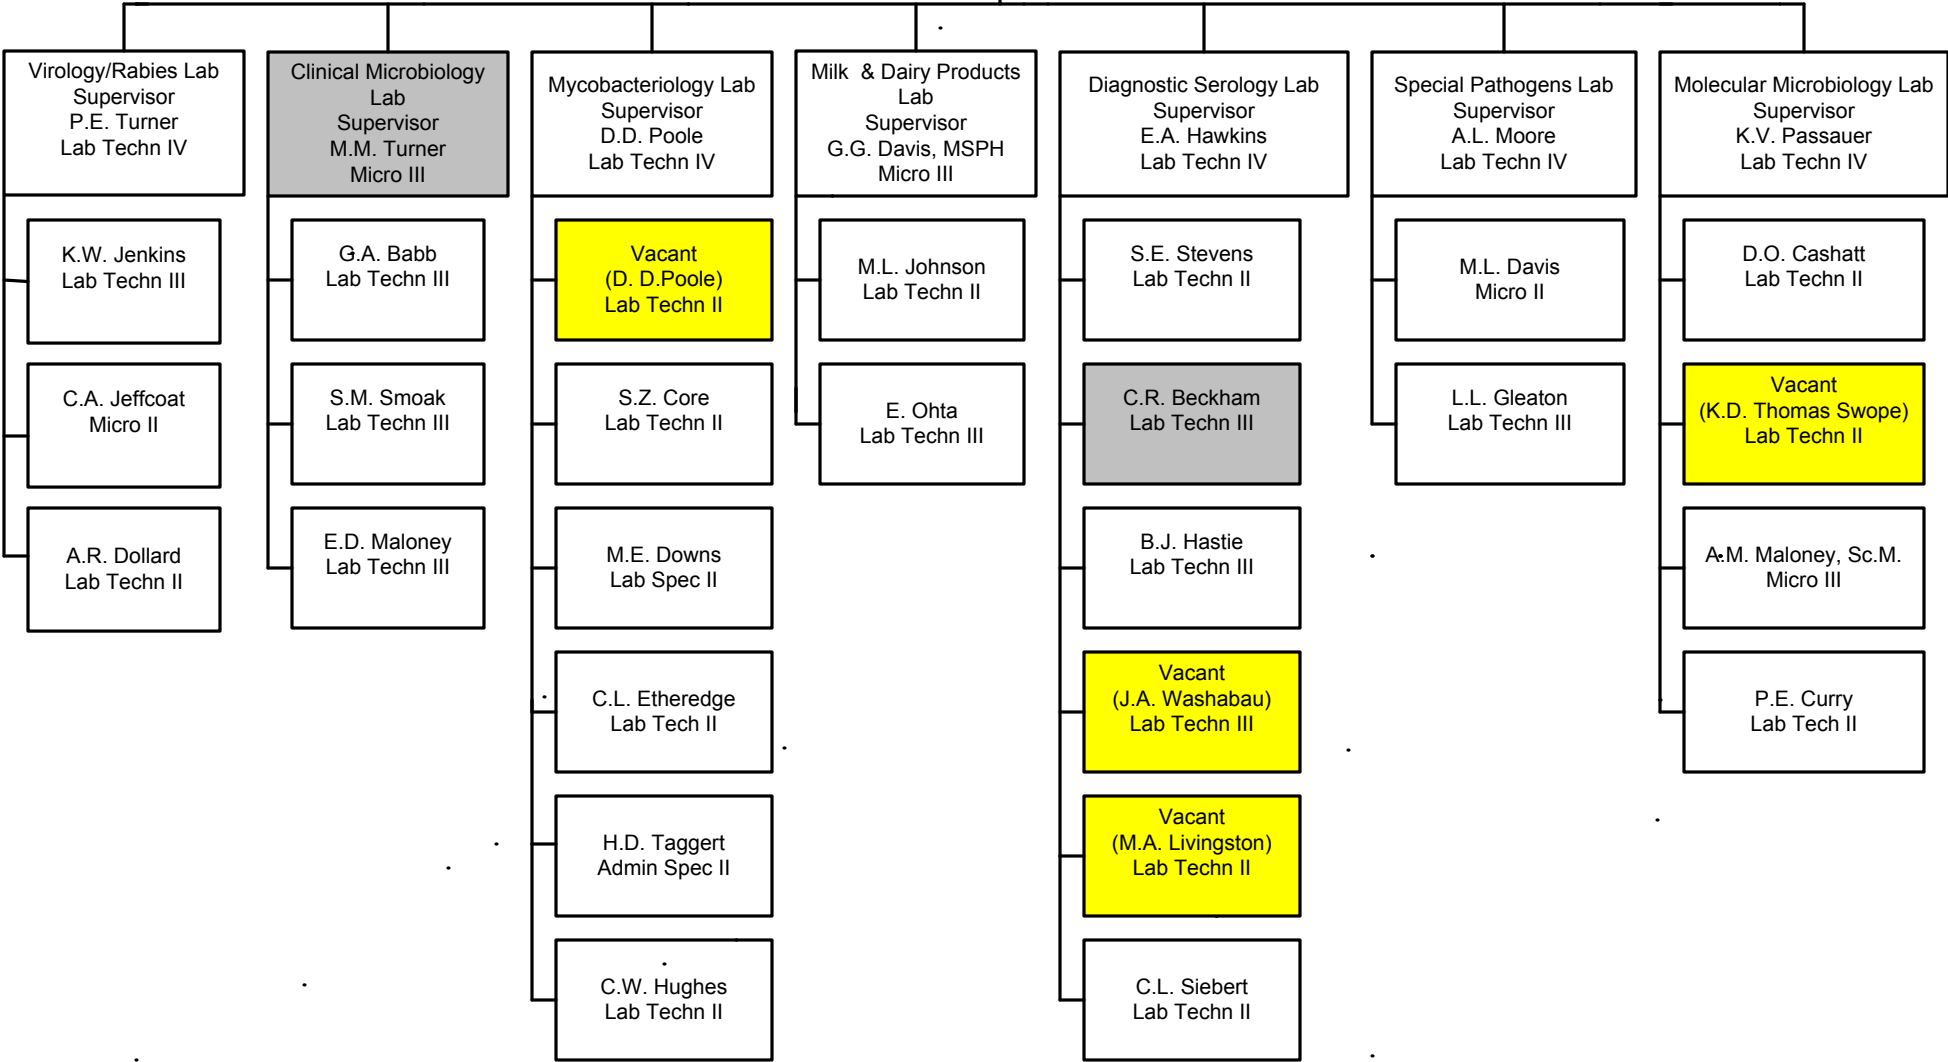 Virology/Rabies Lab
Supervisor
P.E. Turner
Lab Techn IV
K.W. Jenkins
Lab Techn III
C.A. Jeffcoat
Micro II
A.R. Dollard
Lab Techn II
Clinical Microbiology
Lab
Supervisor
M.M. Turner
Micro III
G.A. Babb
Lab Techn III
S.M. Smoak
Lab Techn III
E.D. Maloney
Lab Techn III
Mycobacteriology Lab
Supervisor
D.D. Poole
Lab Techn IV
Vacant
(D. D.Poole)
Lab Techn II
S.Z. Core
Lab Techn II
M.E. Downs
Lab Spec II
C.L. Etheredge
Lab Tech II
H.D. Taggert
Admin Spec II
C.W. Hughes
Lab Techn II
Milk & Dairy Products
Lab
Supervisor
G.G. Davis, MSPH
Micro III
M.L. Johnson
Lab Techn II
E. Ohta
Lab Techn III
Diagnostic Serology Lab
Supervisor
E.A. Hawkins
Lab Techn IV
S.E. Stevens
Lab Techn II
C.R. Beckham
Lab Techn III
B.J. Hastie
Lab Techn III
Vacant
(J.A. Washabau)
Lab Techn III
Vacant
(M.A. Livingston)
Lab Techn II
C.L. Siebert
Lab Techn II
Special Pathogens Lab
Supervisor
A.L. Moore
Lab Techn IV
M.L. Davis
Micro II
L.L. Gleaton
Lab Techn III
Molecular Microbiology Lab
Supervisor
K.V. Passauer
Lab Techn IV
D.O. Cashatt
Lab Techn II
Vacant
(K.D. Thomas Swope)
Lab Techn II
A.M. Maloney, Sc.M.
Micro III
P.E. Curry
Lab Tech II